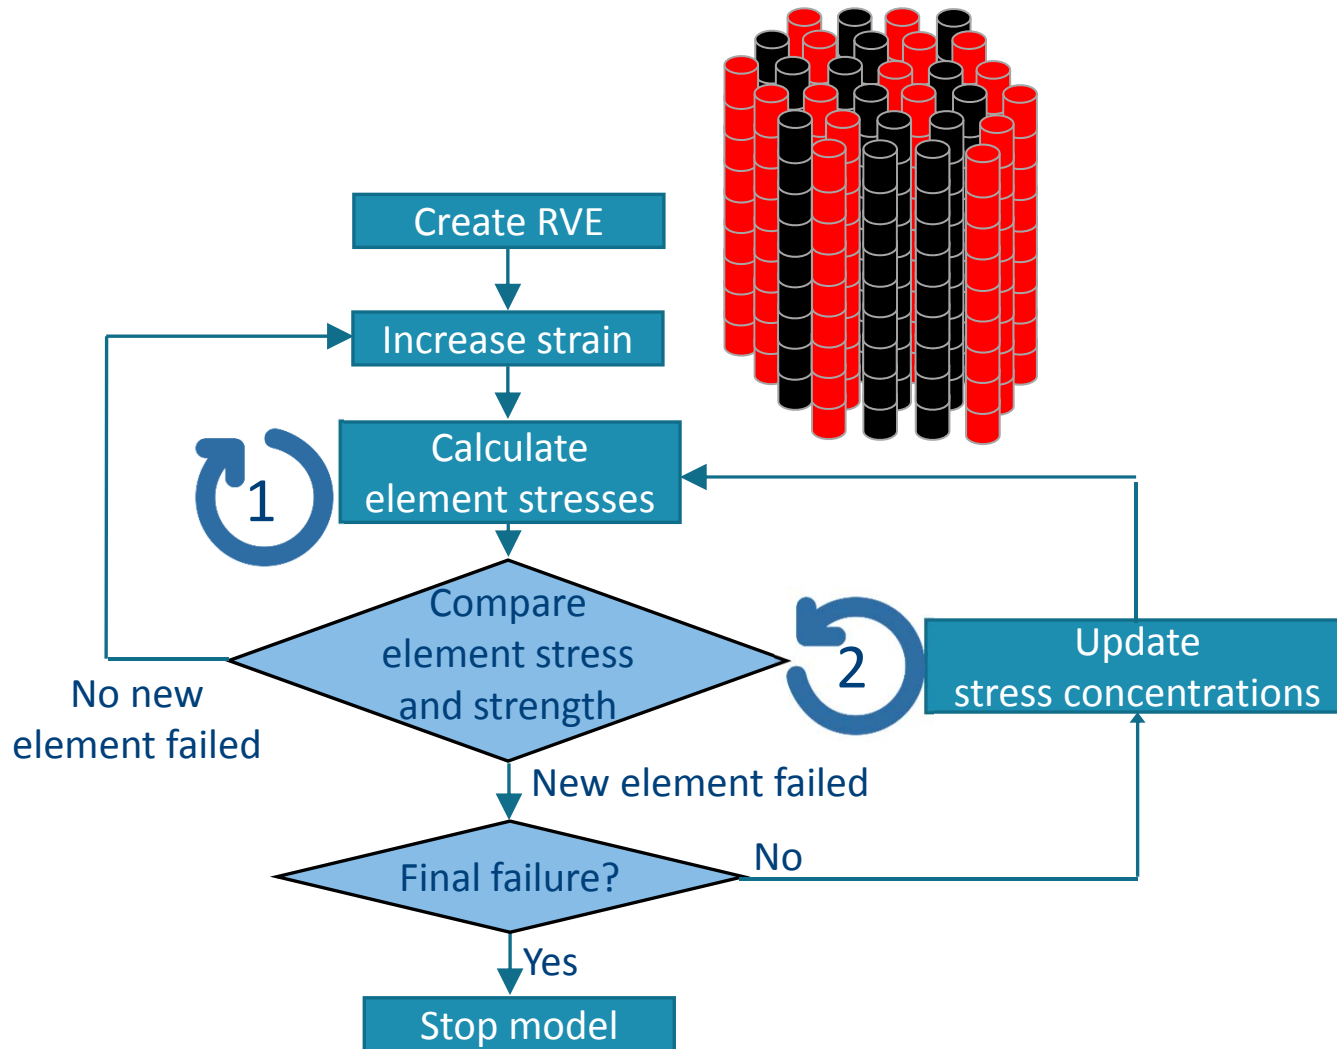 Create RVE
Increase strain
Calculate
element stresses
1
Compare
element stress
and strength
2
Update
stress concentrations
No new
element failed
New element failed
Final failure?
No
Yes
Stop model